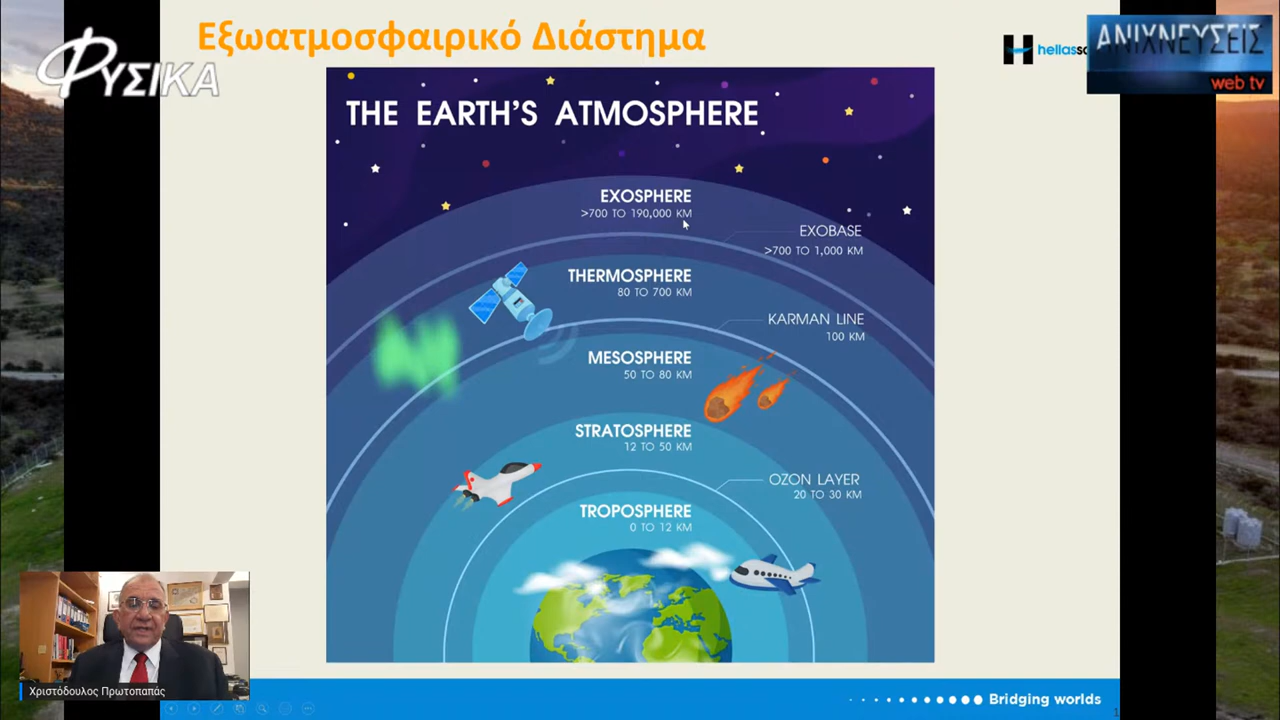 Εξωατμοσφαιρικό Διάστημα
ΦΥΣΙΚΑ
hellassa
ΑΝΙΧΝΕΥΣΕΙΣ
web tv
THE EARTH'S ATMOSPHERE
EXOSPHERE
>700 TO 190,000 KM
EXOBASE
>700 TO 1,000 KM
THERMOSPHERE
80 TO 700 KM
KARMAN LINE
100 KM
MESOSPHERE
50 TO 80 KM
STRATOSPHERE
12 TO 50 KM
OZON LAYER
20 TO 30 KM
TROPOSPHERE
0 TO 12 KM
Χριστόδουλος Πρωτοπαπάς
Bridging worlds